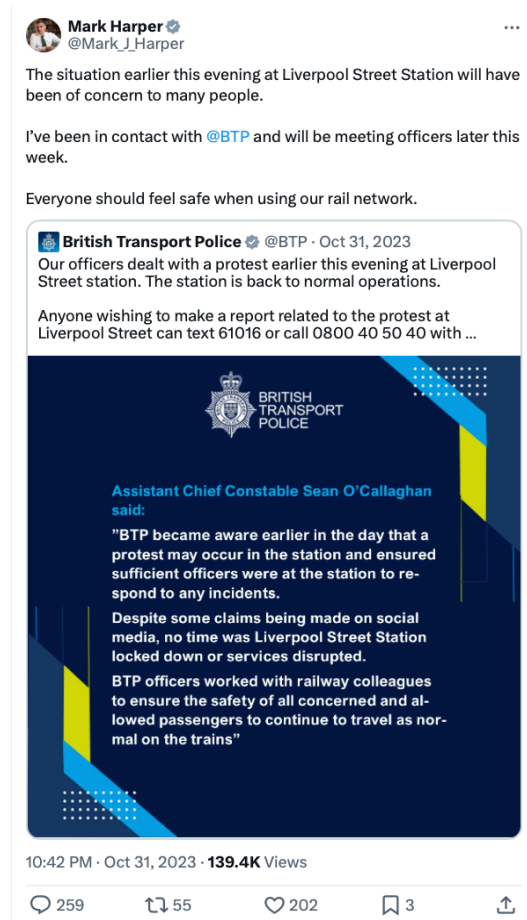 Mark Harper
@Mark_J_Harper
The situation earlier this evening at Liverpool Street Station will have
been of concern to many people.
I've been in contact with @BTP and will be meeting officers later this
week.
Everyone should feel safe when using our rail network.
British Transport Police @BTP · Oct 31, 2023
Our officers dealt with a protest earlier this evening at Liverpool
Street station. The station is back to normal operations.
Anyone wishing to make a report related to the protest at
Liverpool Street can text 61016 or call 0800 40 50 40 with ...
BRITISH
TRANSPORT
POLICE
Assistant Chief Constable Sean O'Callaghan
said:
"BTP became aware earlier in the day that a
protest may occur in the station and ensured
sufficient officers were at the station to re-
spond to any incidents.
Despite some claims being made on social
media, no time was Liverpool Street Station
locked down or services disrupted.
BTP officers worked with railway colleagues
to ensure the safety of all concerned and al-
lowed passengers to continue to travel as nor-
mal on the trains"
10:42 PM · Oct 31, 2023 · 139.4K Views
259 55 202 3